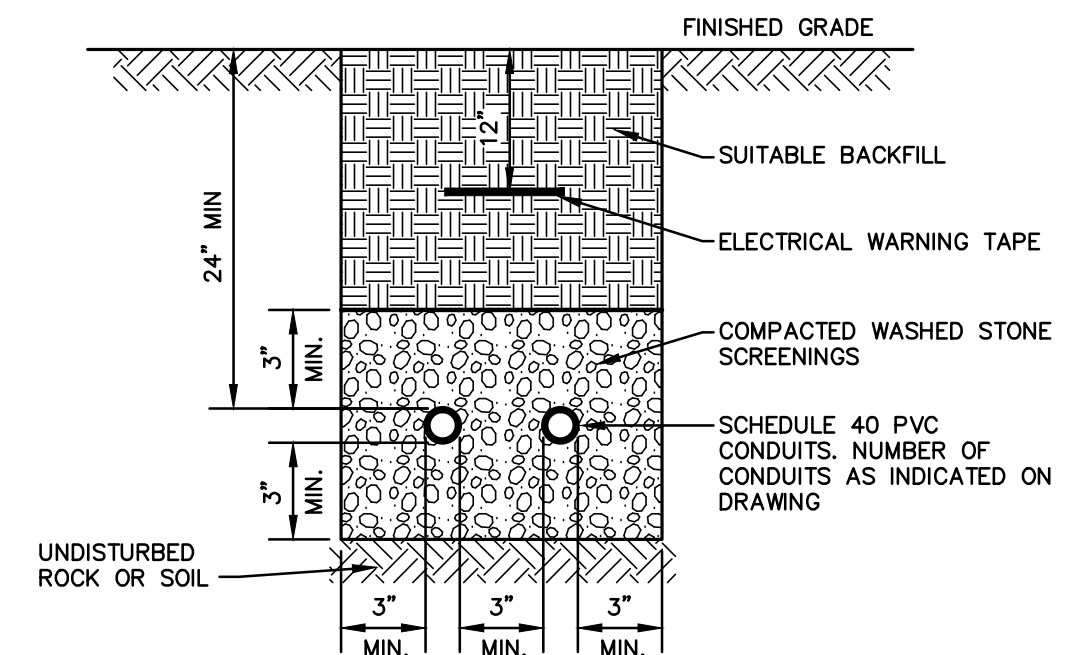 FINISHED GRADE
12”
SUITABLE BACKFILL
24” MIN
ELECTRICAL WARNING TAPE
3”
MIN.
COMPACTED WASHED STONE
SCREENINGS
SCHEDULE 40 PVC
CONDUITS. NUMBER OF
CONDUITS AS INDICATED ON
DRAWING
3”
MIN.
UNDISTURBED
ROCK OR SOIL
3”
MIN.
3”
MIN.
3”
MIN.